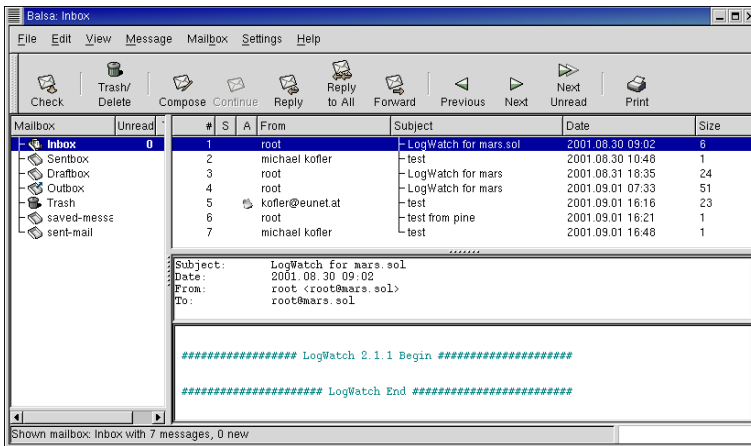 Balsa: Inbox
File Edit View Message Mailbox Settings Help
Check Trash/ Delete Compose Continue Reply Reply to All Forward Previous Next Next Unread Print
Mailbox Unread # S A From Subject Date Size
Inbox 0
Sentbox
Draftbox
Outbox
Trash
saved-messa
sent-mail
1 root LogWatch for mars.sol 2001.08.30 09:02 6
2 michael kofler test 2001.08.30 10:48 1
3 root LogWatch for mars 2001.08.31 18:35 24
4 root LogWatch for mars 2001.09.01 07:33 51
5 kofler@eunet.at test 2001.09.01 16:16 23
6 root test from pine 2001.09.01 16:21 1
7 michael kofler test 2001.09.01 16:48 1
Subject: LogWatch for mars.sol
Date: 2001.08.30 09:02
From: root <root@mars.sol>
To: root@mars.sol
################## LogWatch 2.1.1 Begin #####################
###################### LogWatch End #########################
Shown mailbox: Inbox with 7 messages, 0 new